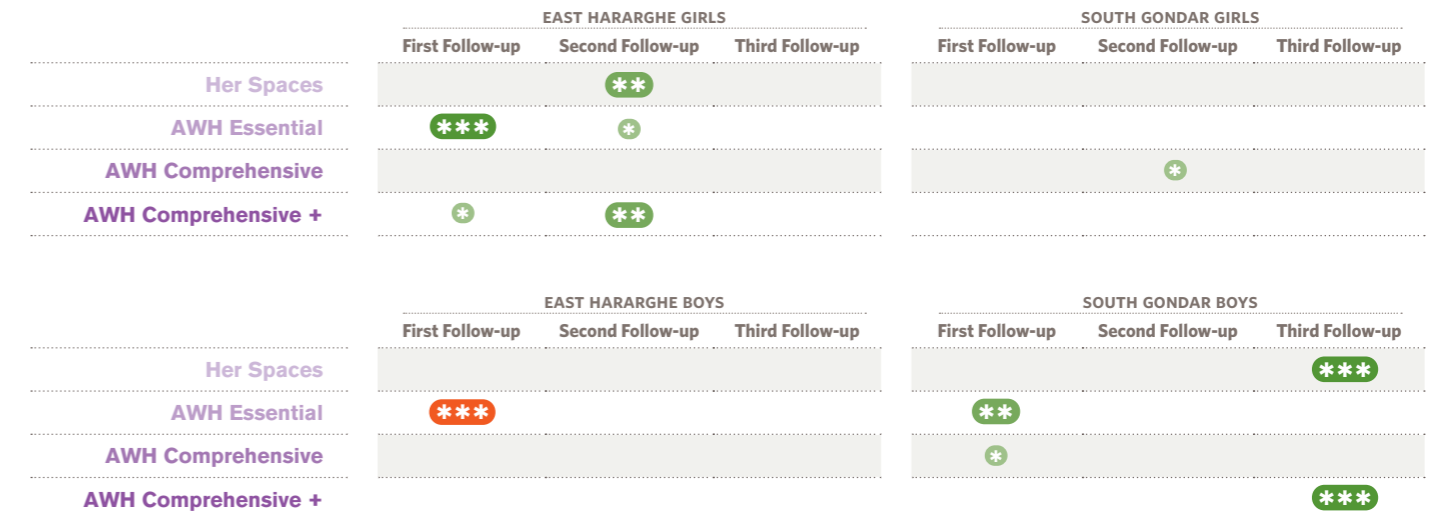 EAST HARARGHE GIRLS SOUTH GONDAR GIRLS
First Follow-up Second Follow-up Third Follow-up First Follow-up Second Follow-up Third Follow-up
Her Spaces **
AWH Essential *** *
AWH Comprehensive *
AWH Comprehensive + * **
EAST HARARGHE BOYS SOUTH GONDAR BOYS
First Follow-up Second Follow-up Third Follow-up First Follow-up Second Follow-up Third Follow-up
Her Spaces ***
AWH Essential *** **
AWH Comprehensive *
AWH Comprehensive + ***